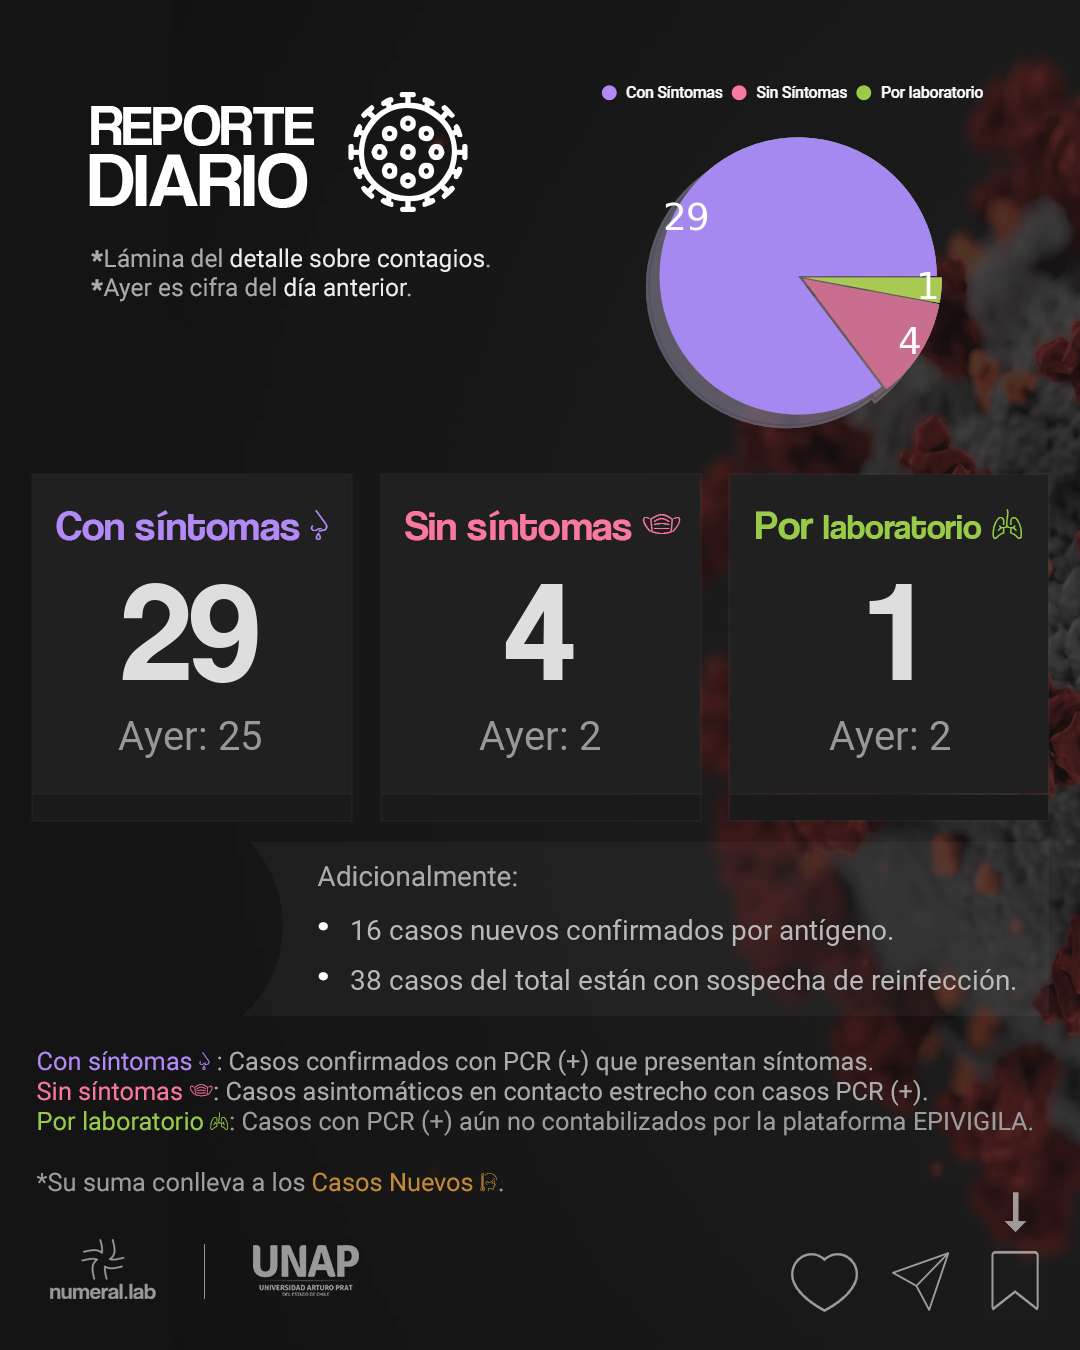 REPORTE
DIARIO
*Lámina del detalle sobre contagios.
*Ayer es cifra del día anterior.
Con Síntomas Sin Síntomas Por laboratorio
29
1
4
Con síntomas
29
Ayer: 25
Sin síntomas
4
Ayer: 2
Por laboratorio
1
Ayer: 2
Adicionalmente:
• 16 casos nuevos confirmados por antígeno.
• 38 casos del total están con sospecha de reinfección.
Con síntomas : Casos confirmados con PCR (+) que presentan síntomas.
Sin síntomas : Casos asintomáticos en contacto estrecho con casos PCR (+).
Por laboratorio : Casos con PCR (+) aún no contabilizados por la plataforma EPIVIGILA.
*Su suma conlleva a los Casos Nuevos .
numeral.lab
UNAP
UNIVERSIDAD ARTURO PRAT
DEL ESTADO DE CHILE